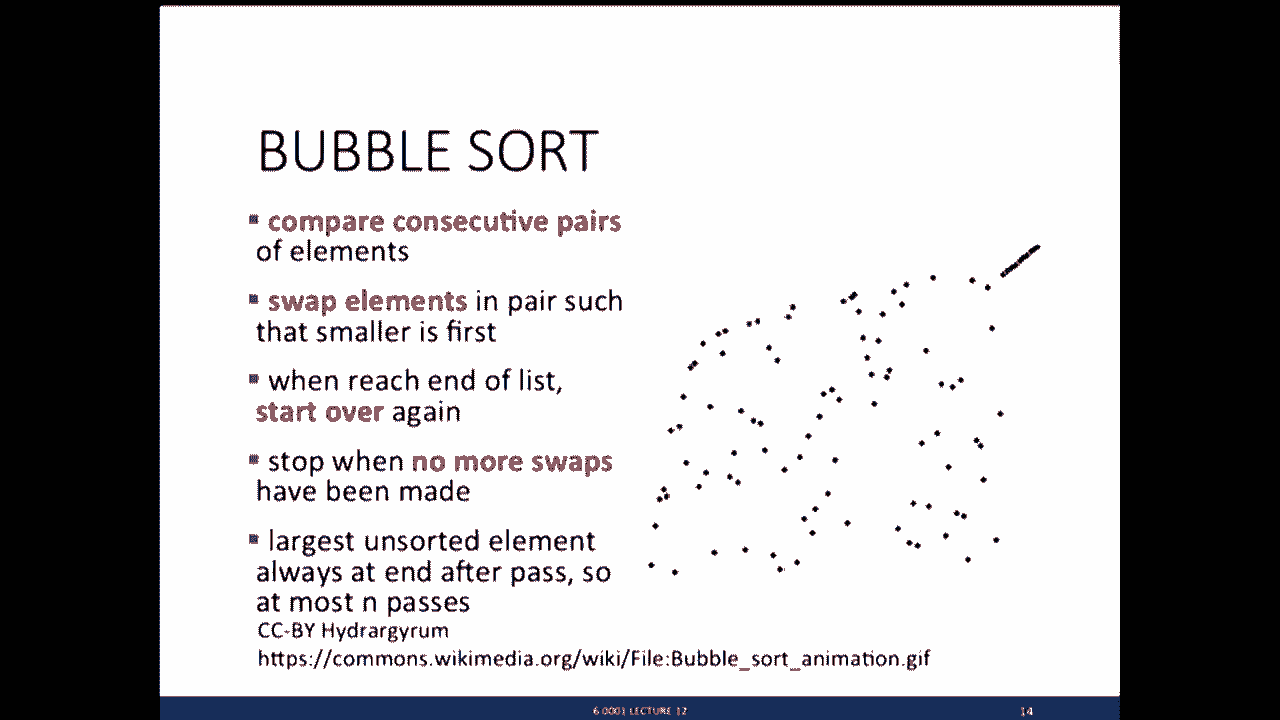 BUBBLE SORT
▪ compare consecutive pairs
of elements
▪ swap elements in pair such
that smaller is first
▪ when reach end of list,
start over again
▪ stop when no more swaps
have been made
▪ largest unsorted element
always at end after pass, so
at most n passes
CC-BY Hydrargyrum
https://commons.wikimedia.org/wiki/File:Bubble_sort_animation.gif
6.0001 LECTURE 12
14